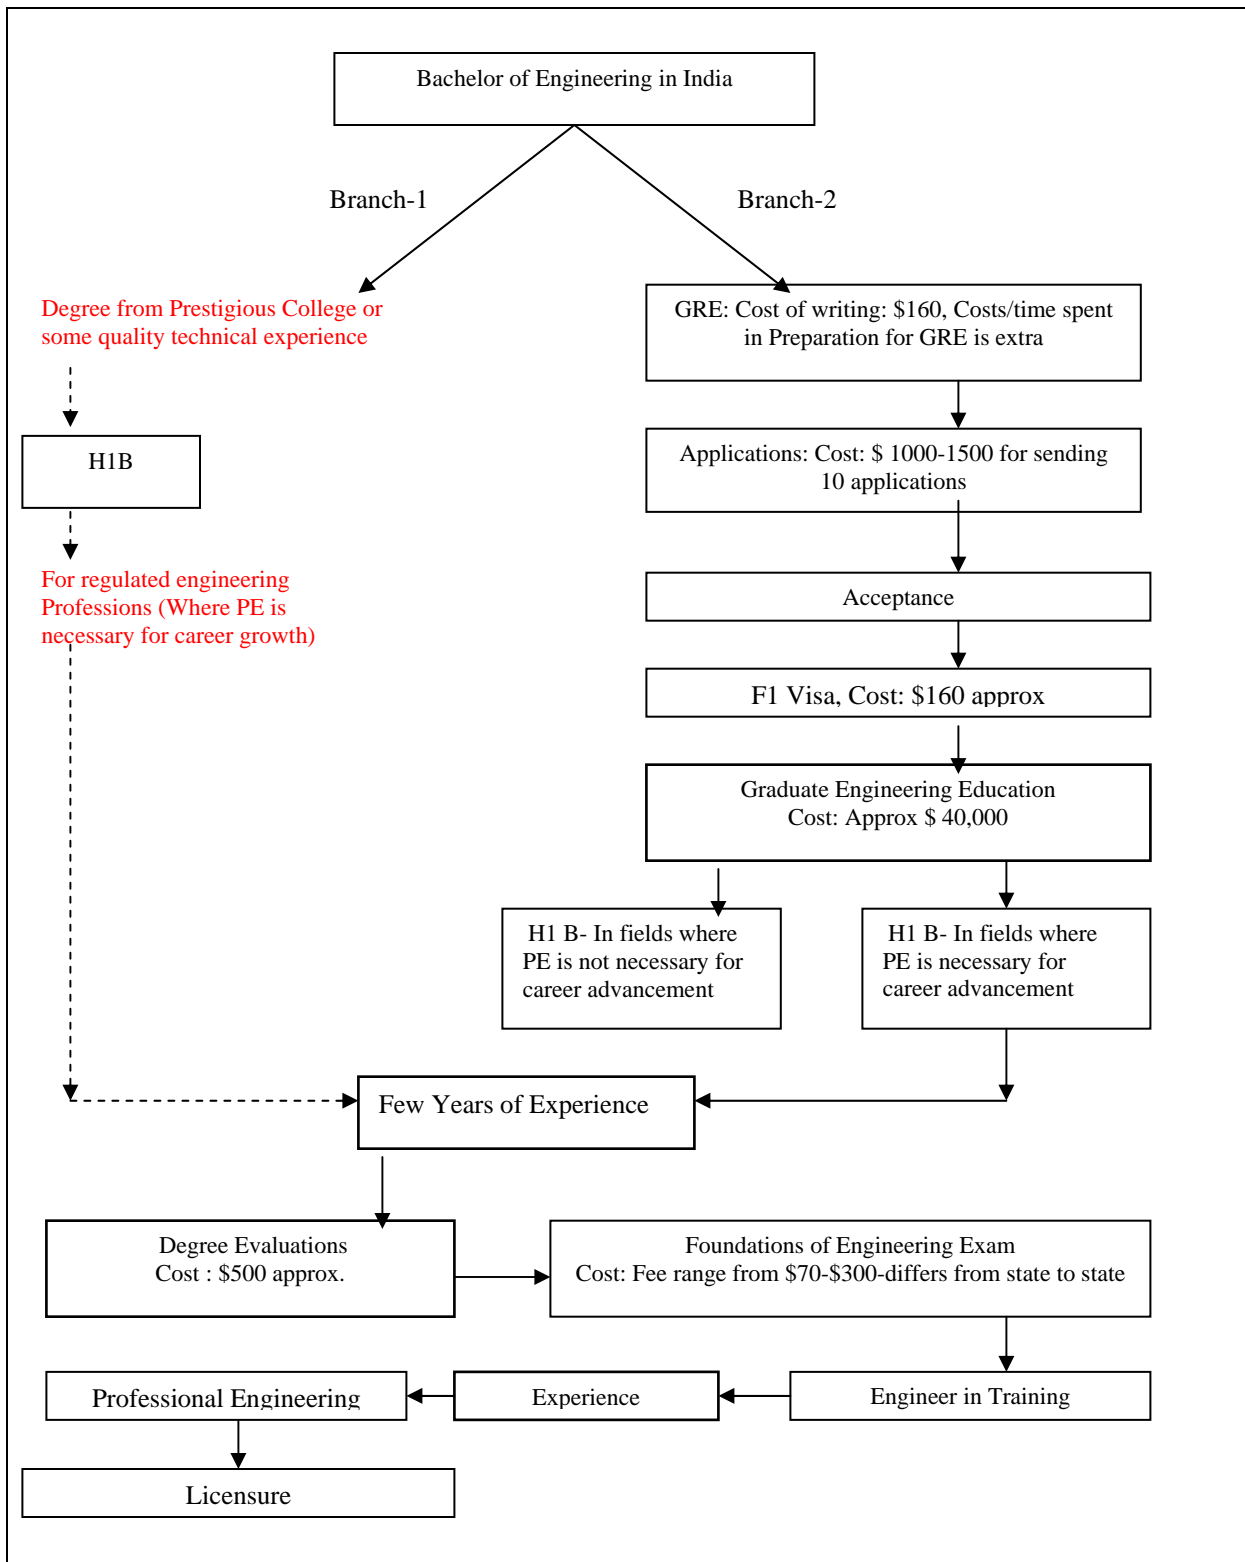 Bachelor of Engineering in India
Branch-1
Branch-2
Degree from Prestigious College or
some quality technical experience
GRE: Cost of writing: $160, Costs/time spent
in Preparation for GRE is extra
H1B
Applications: Cost: $ 1000-1500 for sending
10 applications
For regulated engineering
Professions (Where PE is
necessary for career growth)
Acceptance
F1 Visa, Cost: $160 approx
Graduate Engineering Education
Cost: Approx $ 40,000
H1 B- In fields where
PE is not necessary for
career advancement
H1 B- In fields where
PE is necessary for
career advancement
Few Years of Experience
Degree Evaluations
Cost : $500 approx.
Foundations of Engineering Exam
Cost: Fee range from $70-$300-differs from state to state
Professional Engineering
Experience
Engineer in Training
Licensure